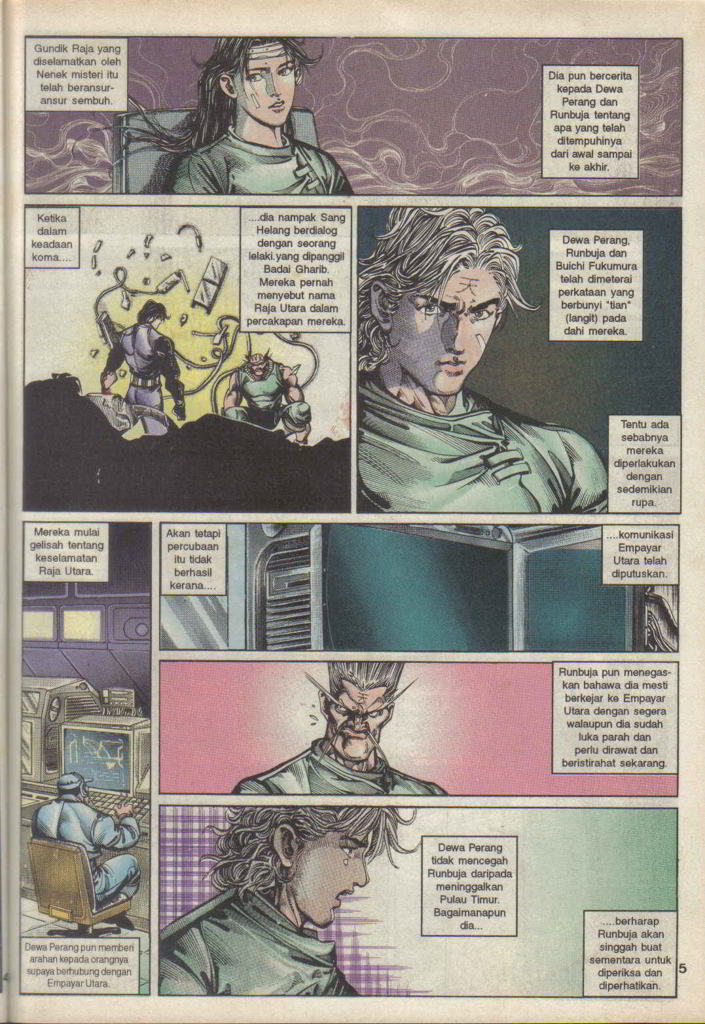 Gundik Raja yang
diselamatkan oleh
Nenek misteri itu
telah beransur-
ansur sembuh.
Dia pun bercerita
kepada Dewa
Perang dan
Runbuja tentang
apa yang telah
ditempuhinya
dari awal sampai
ke akhir.
Ketika
dalam
keadaan
koma....
....dia nampak Sang
Helang berdialog
dengan seorang
lelaki.yang dipanggil
Badai Gharib.
Mereka pernah
menyebut nama
Raja Utara dalam
percakapan mereka.
Dewa Perang,
Runbuja dan
Buichi Fukumura
telah dimeterai
perkataan yang
berbunyi "tian"
(langit) pada
dahi mereka.
天
Tentu ada
sebabnya
mereka
diperlakukan
dengan
sedemikian
rupa.
Mereka mulai
gelisah tentang
keselamatan
Raja Utara.
Dewa Perang pun memberi
arahan kepada orangnya
supaya berhubung dengan
Empayar Utara.
Akan tetapi
percubaan
itu tidak
berhasil
kerana....
....komunikasi
Empayar
Utara telah
diputuskan.
Runbuja pun menegas-
kan bahawa dia mesti
berkejar ke Empayar
Utara dengan segera
walaupun dia sudah
luka parah dan
perlu dirawat dan
beristirahat sekarang.
Dewa Perang
tidak mencegah
Runbuja daripada
meninggalkan
Pulau Timur.
Bagaimanapun
dia...
.....berharap
Runbuja akan
singgah buat
sementara untuk
diperiksa dan
diperhatikan.
5